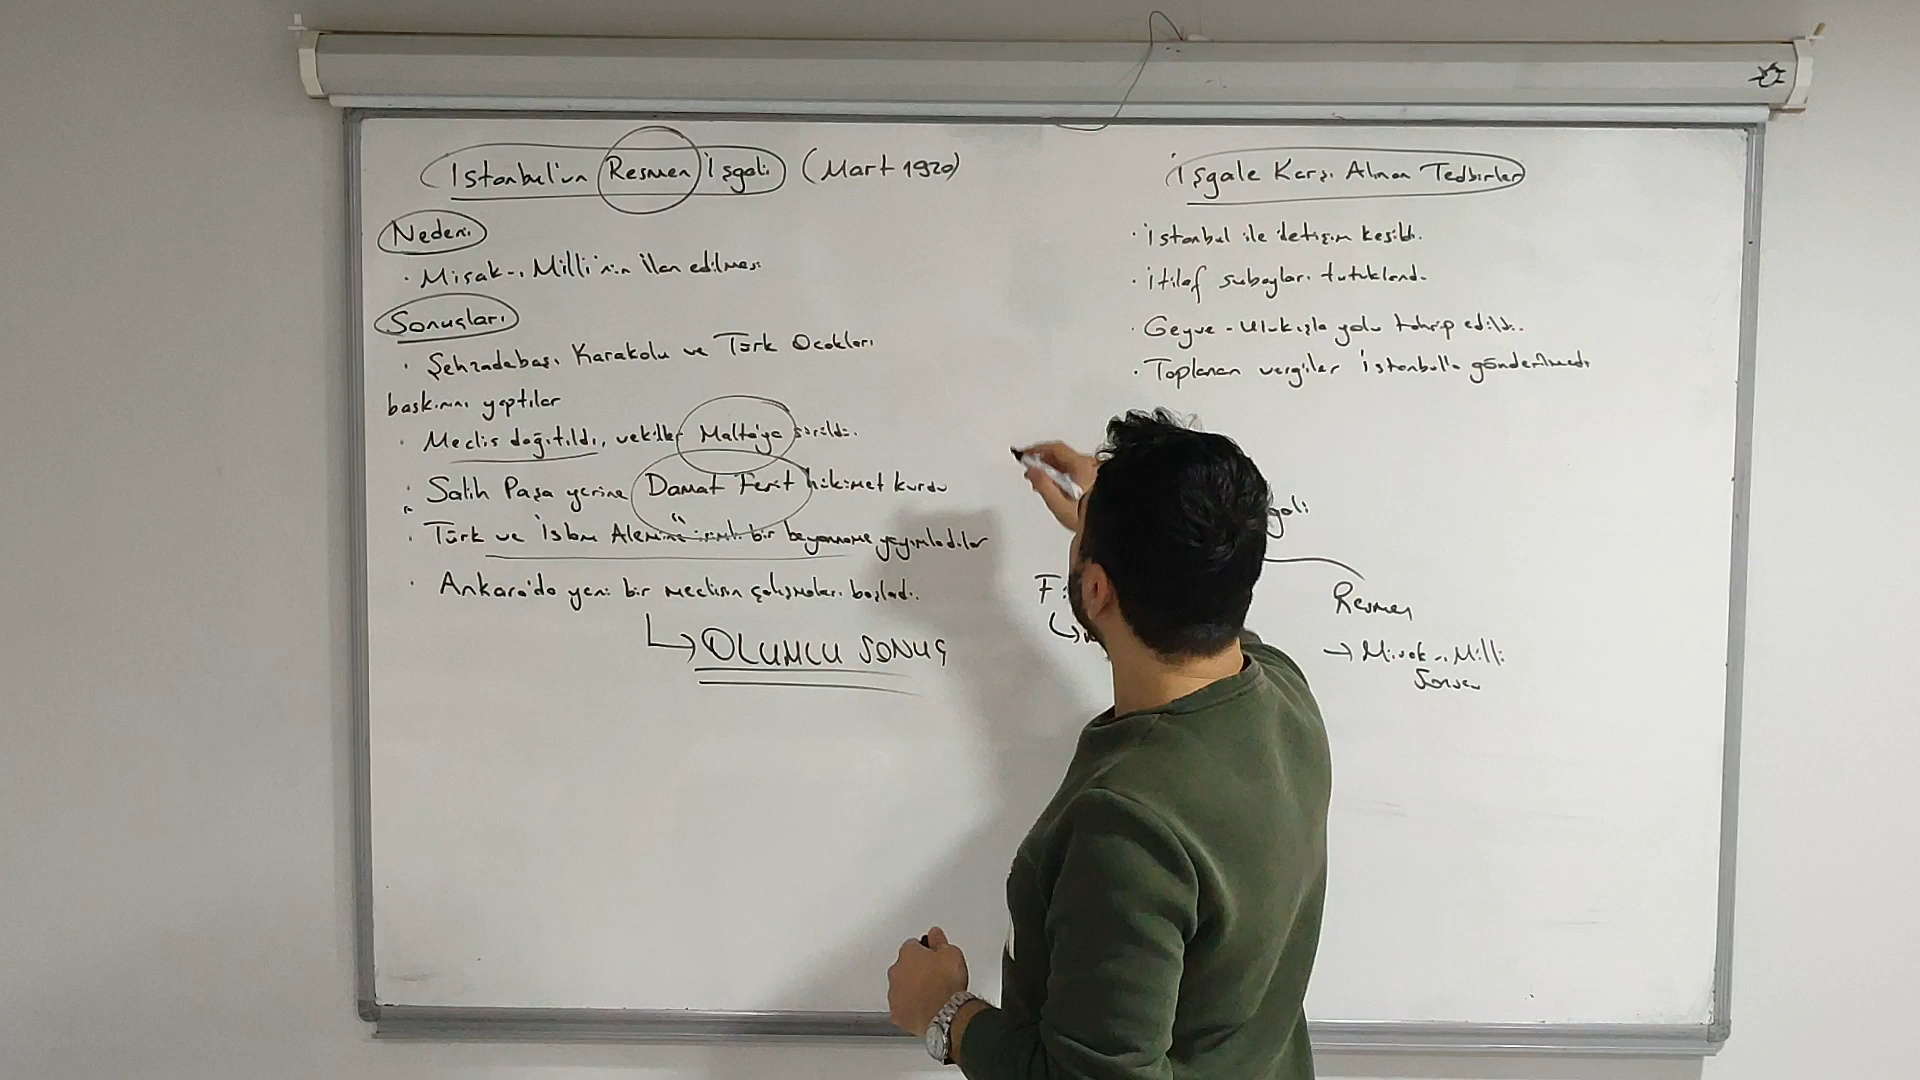 İstanbul'un Resmen İşgali (Mart 1920)
Nedeni
· Misak-ı Milli'nin ilan edilmesi
Sonuçları
· Şehzadebaşı Karakolu ve Türk Ocakları
baskınını yaptılar
· Meclis dağıtıldı, vekiller Malta'ya sürüldü.
· Salih Paşa yerine Damat Ferit hükümet kurdu
· Türk ve İslam Alemine isimli bir beyanname yayımladılar
· Ankara'da yeni bir meclisin çalışmaları başladı.
OLUMLU SONUÇ
İşgale Karşı Alınan Tedbirler
· İstanbul ile iletişim kesildi.
· İtilaf subayları tutuklandı.
· Geyve - Ulukışla yolu tahrip edildi.
· Toplanan vergiler İstanbul'a gönderilmedi
Resmen
→ Misak-ı Milli